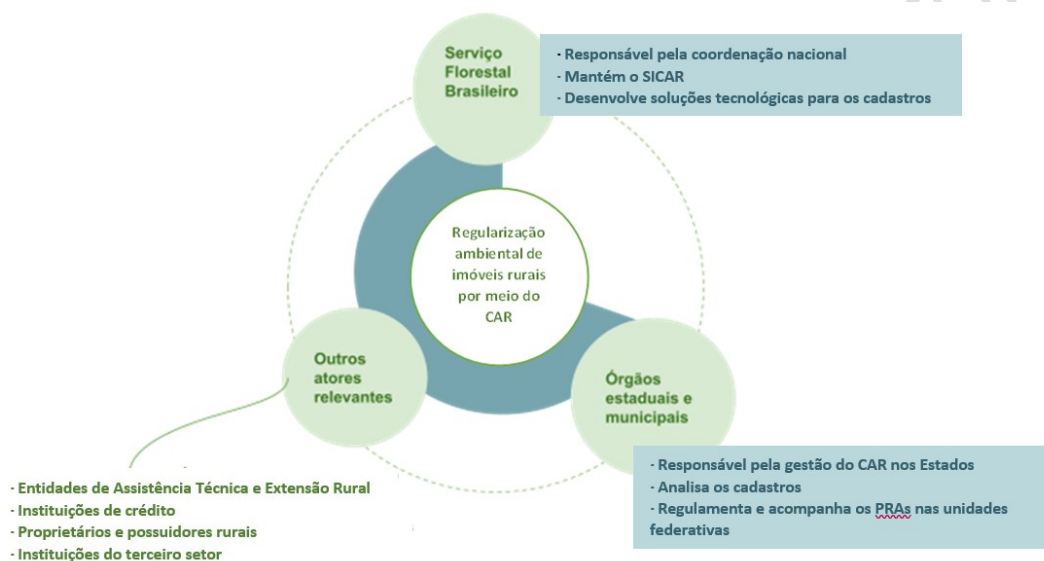 Serviço
Florestal
Brasileiro
· Responsável pela coordenação nacional
· Mantém o SICAR
· Desenvolve soluções tecnológicas para os cadastros
Regularização
ambiental de
imóveis rurais
por meio do
CAR
Outros
atores
relevantes
Órgãos
estaduais e
municipais
· Responsável pela gestão do CAR nos Estados
· Analisa os cadastros
· Regulamenta e acompanha os PRAs nas unidades
federativas
· Entidades de Assistência Técnica e Extensão Rural
· Instituições de crédito
· Proprietários e possuidores rurais
· Instituições do terceiro setor